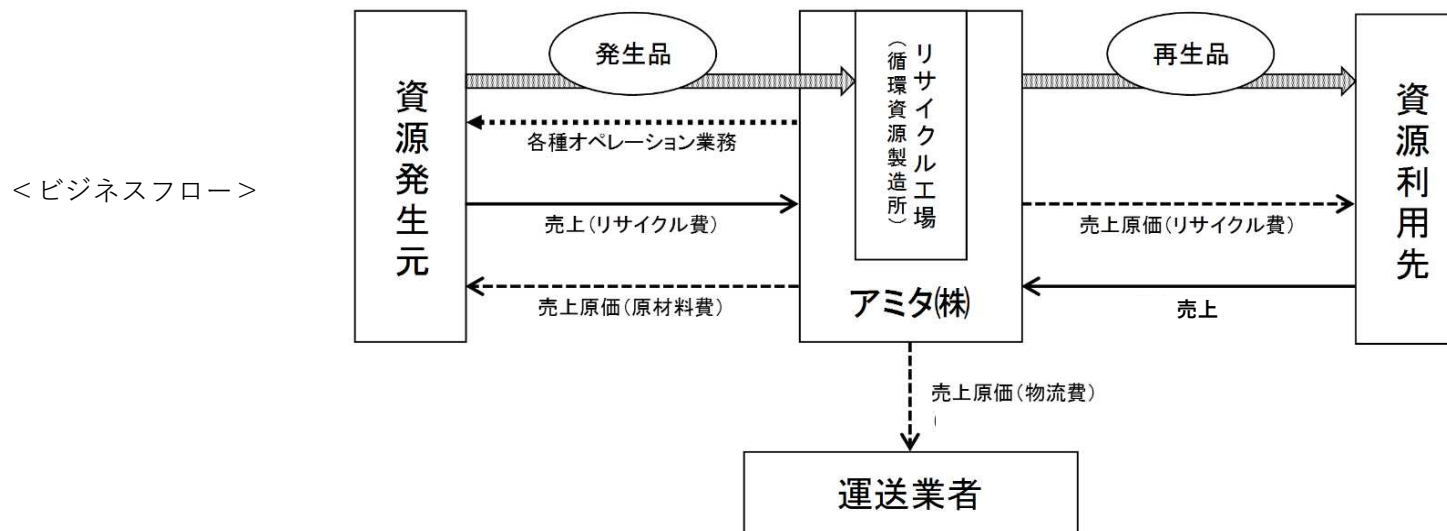 <ビジネスフロー>
資源発生元
発生品
各種オペレーション業務
売上(リサイクル費)
売上原価(原材料費)
リサイクル工場
(循環資源製造所)
アミタ㈱
再生品
売上原価(リサイクル費)
売上
資源利用先
売上原価(物流費)
運送業者